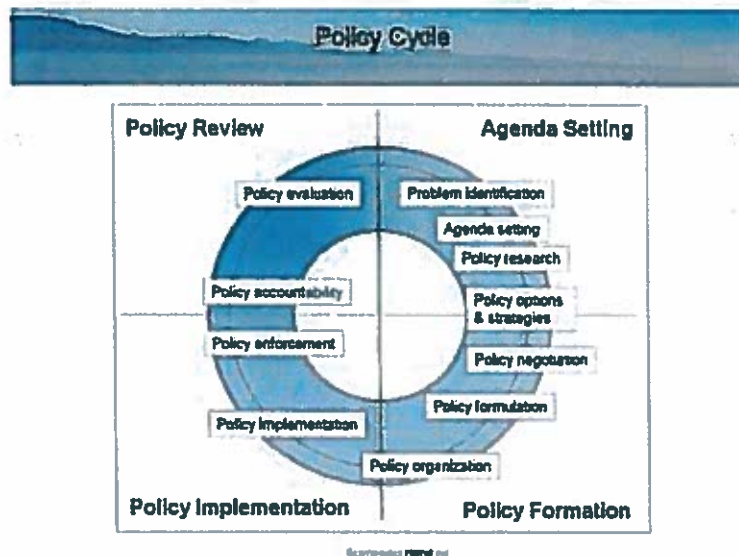 Policy Cycle
Policy Review
Agenda Setting
Policy evaluation
Problem identification
Agenda setting
Policy research
Policy accountability
Policy options
& strategies
Policy enforcement
Policy negotiation
Policy formulation
Policy implementation
Policy organization
Policy Implementation
Policy Formation